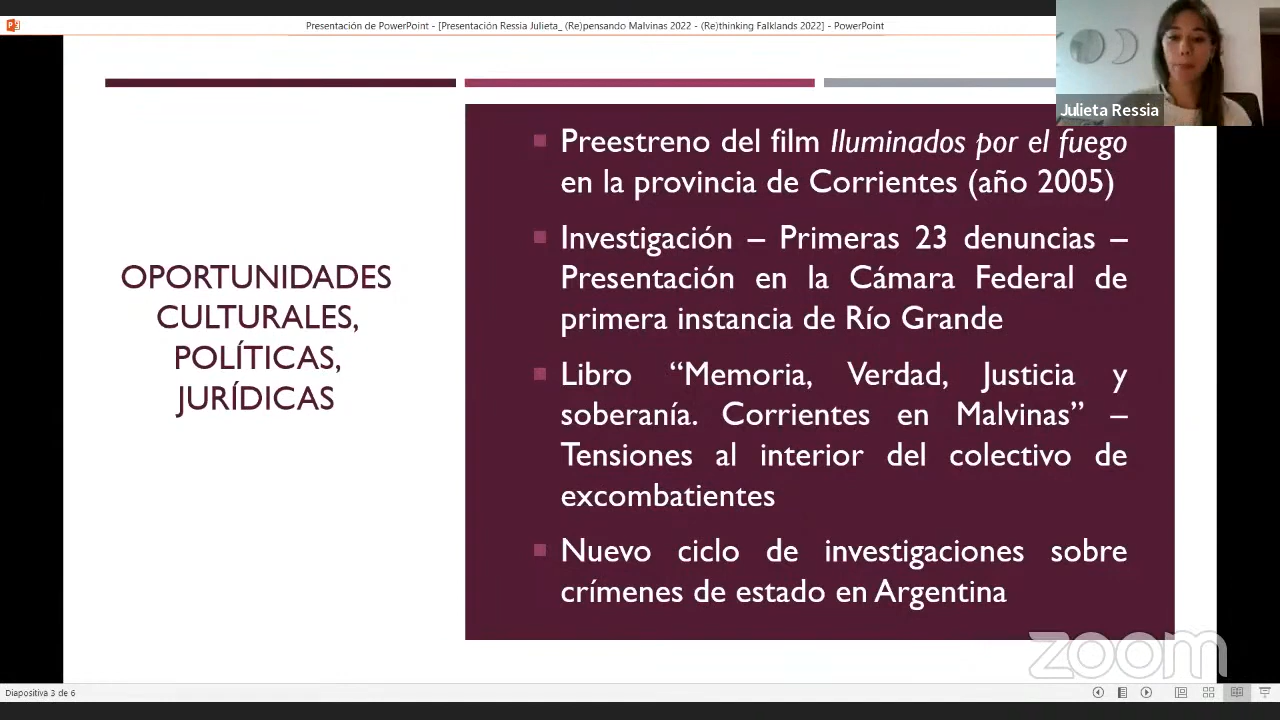 Presentación de PowerPoint - [Presentación Ressia Julieta_ (Re)pensando Malvinas 2022 - (Re)thinking Falklands 2022] - PowerPoint
Julieta Ressia
OPORTUNIDADES
CULTURALES,
POLÍTICAS,
JURÍDICAS
Preestreno del film Iluminados por el fuego
en la provincia de Corrientes (año 2005)
Investigación – Primeras 23 denuncias –
Presentación en la Cámara Federal de
primera instancia de Río Grande
Libro “Memoria, Verdad, Justicia y
soberanía. Corrientes en Malvinas” –
Tensiones al interior del colectivo de
excombatientes
Nuevo ciclo de investigaciones sobre
crímenes de estado en Argentina
zoom
Diapositiva 3 de 6